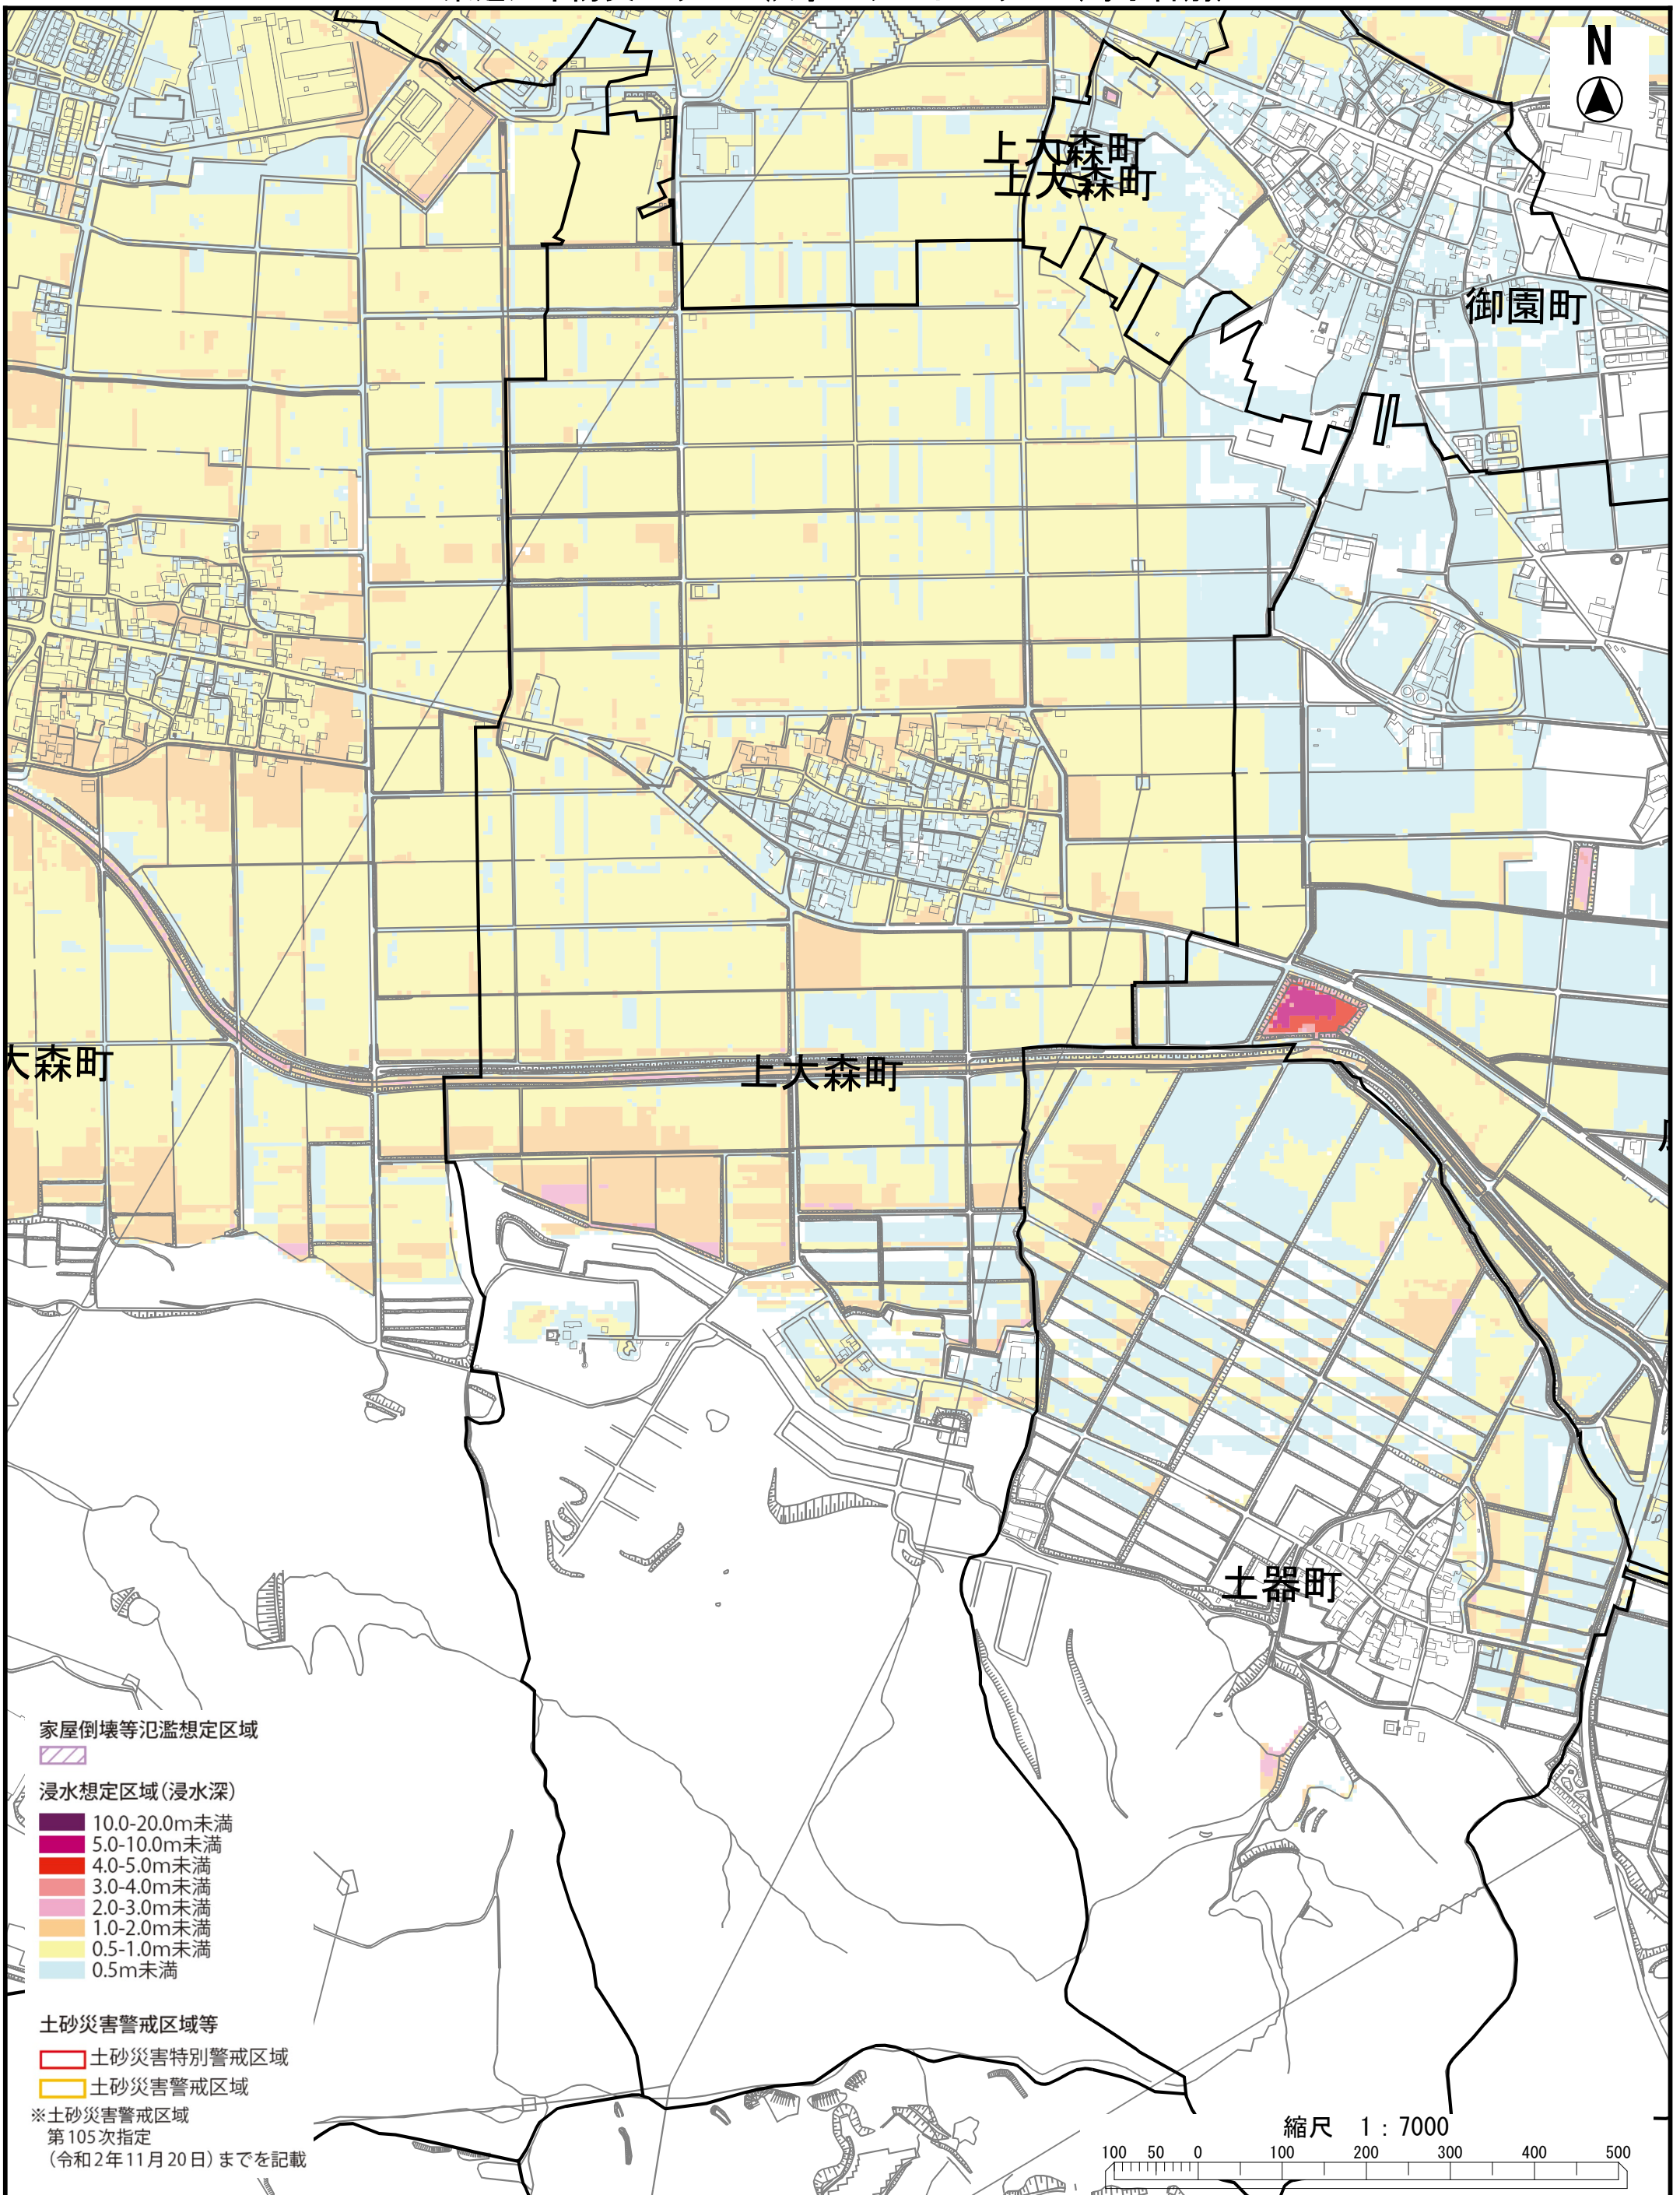 N
上大森町
上大森町
御園町
大森町
上大森町
土器町
家屋倒壊等氾濫想定区域
浸水想定区域(浸水深)
10.0-20.0m未満
5.0-10.0m未満
4.0-5.0m未満
3.0-4.0m未満
2.0-3.0m未満
1.0-2.0m未満
0.5-1.0m未満
0.5m未満
土砂災害警戒区域等
土砂災害特別警戒区域
土砂災害警戒区域
※土砂災害警戒区域
第105次指定
(令和2年11月20日)までを記載
縮尺 1:7000
100 50 0 100 200 300 400 500